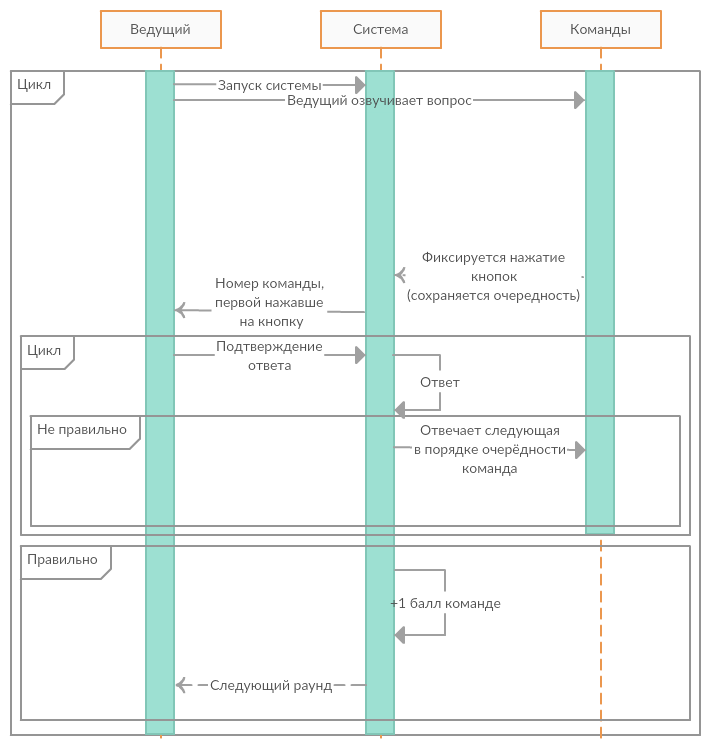 Ведущий
Система
Команды
Цикл
Запуск системы
Ведущий озвучивает вопрос
Фиксируется нажатие
кнопок
(сохраняется очередность)
Номер команды,
первой нажавше
на кнопку
Цикл
Подтверждение
ответа
Ответ
Не правильно
Отвечает следующая
в порядке очерёдности
команда
Правильно
+1 балл команде
Следующий раунд